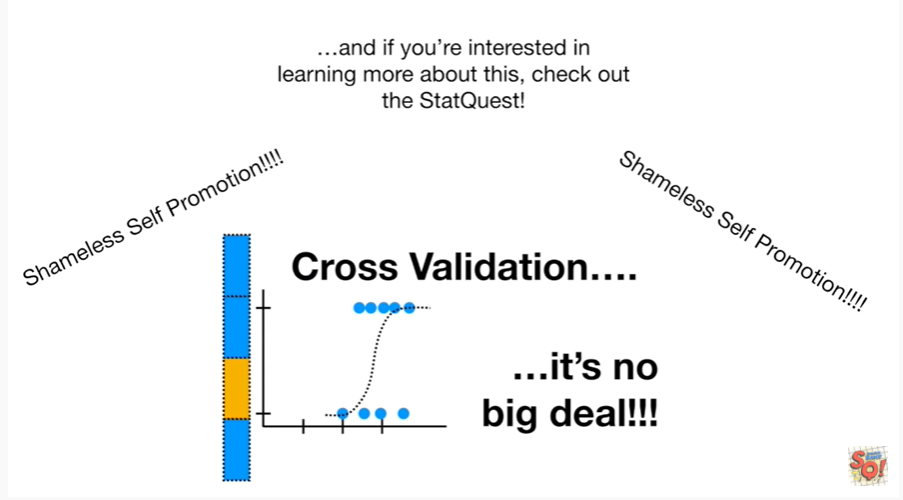 …and if you're interested in
learning more about this, check out
the StatQuest!
Shameless Self Promotion!!!!
Shameless Self Promotion!!!!
Cross Validation….
…it's no
big deal!!!
SQ!